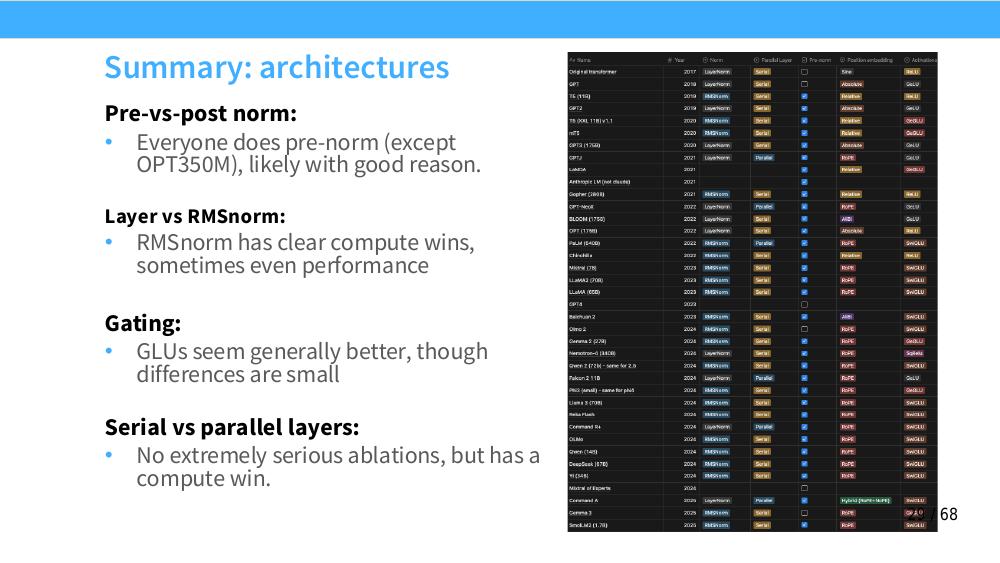 Summary: architectures
Pre-vs-post norm:
• Everyone does pre-norm (except
OPT350M), likely with good reason.
Layer vs RMSnorm:
• RMSnorm has clear compute wins,
sometimes even performance
Gating:
• GLUs seem generally better, though
differences are small
Serial vs parallel layers:
• No extremely serious ablations, but has a
compute win.
Name Year Norm Parallel Layer Pre-norm Position embedding Activations
Original transformer 2017 LayerNorm Serial Sine ReLU
GPT 2018 LayerNorm Serial Absolute GeLU
T5 (11B) 2019 RMSNorm Serial Relative ReLU
GPT2 2019 LayerNorm Serial Absolute GeLU
T5 (XXL 11B) v1.1 2020 RMSNorm Serial Relative GeGLU
mT5 2020 RMSNorm Serial Relative GeGLU
GPT3 (175B) 2020 LayerNorm Serial Absolute GeLU
GPTJ 2021 LayerNorm Parallel RoPE GeLU
LaMDA 2021 Relative GeGLU
Anthropic LM (not claude) 2021
Gopher (280B) 2021 RMSNorm Serial Relative ReLU
GPT-NeoX 2022 LayerNorm Parallel RoPE GeLU
BLOOM (175B) 2022 LayerNorm Serial AliBi GeLU
OPT (175B) 2022 LayerNorm Serial Absolute ReLU
PaLM (540B) 2022 RMSNorm Parallel RoPE SwiGLU
Chinchilla 2022 RMSNorm Serial Relative ReLU
Mistral (7B) 2023 RMSNorm Serial RoPE SwiGLU
LLaMA2 (70B) 2023 RMSNorm Serial RoPE SwiGLU
LLaMA (65B) 2023 RMSNorm Serial RoPE SwiGLU
GPT4 2023
Baichuan 2 2023 RMSNorm Serial AliBi SwiGLU
Olmo 2 2024 RMSNorm Serial RoPE SwiGLU
Gemma 2 (27B) 2024 RMSNorm Serial RoPE GeGLU
Nemotron-4 (340B) 2024 LayerNorm Serial RoPE SqRelu
Qwen 2 (72b) - same for 2.5 2024 RMSNorm Serial RoPE SwiGLU
Falcon 2 11B 2024 LayerNorm Parallel RoPE GeLU
Phi3 (small) - same for phi4 2024 RMSNorm Serial RoPE GeGLU
Llama 3 (70B) 2024 RMSNorm Serial RoPE SwiGLU
Reka Flash 2024 RMSNorm Serial RoPE SwiGLU
Command R+ 2024 LayerNorm Parallel RoPE SwiGLU
OLMo 2024 RMSNorm Serial RoPE SwiGLU
Qwen (14B) 2024 RMSNorm Serial RoPE SwiGLU
DeepSeek (67B) 2024 RMSNorm Serial RoPE SwiGLU
Yi (34B) 2024 RMSNorm Serial RoPE SwiGLU
Mixtral of Experts 2024
Command A 2025 LayerNorm Parallel Hybrid (RoPE+NoPE) SwiGLU
Gemma 3 2025 RMSNorm Serial RoPE
SmolLM2 (1.7B) 2025 RMSNorm Serial RoPE SwiGLU
/ 68